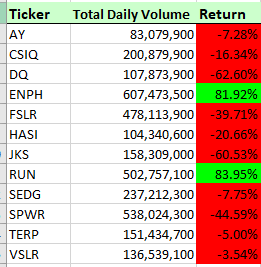 Ticker Total Daily Volume Return
AY 83,079,900 -7.28%
CSIQ 200,879,900 -16.34%
DQ 107,873,900 -62.60%
ENPH 607,473,500 81.92%
FSLR 478,113,900 -39.71%
HASI 104,340,600 -20.66%
JKS 158,309,000 -60.53%
RUN 502,757,100 83.95%
SEDG 237,212,300 -7.75%
SPWR 538,024,300 -44.59%
TERP 151,434,700 -5.00%
VSLR 136,539,100 -3.54%